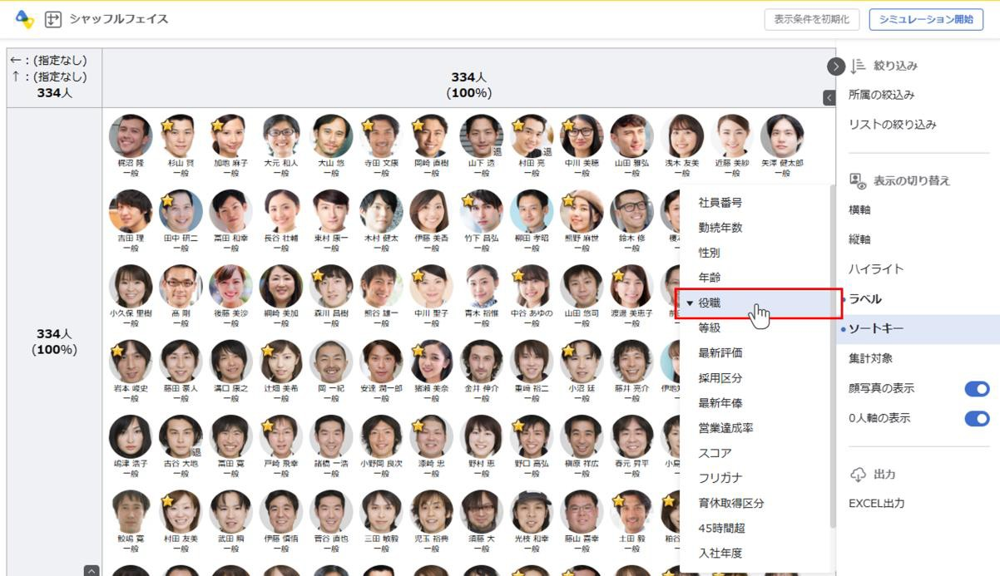 シャッフルフェイス
表示条件を初期化
シミュレーション開始
←：(指定なし)
↑：(指定なし)
334人
334人
(100%)
334人
(100%)
梶沼 隆 杉山 賢 加地 麻子 大元 和人 大山 悠 寺田 文康 岡崎 直樹 山下 透 村田 亮 中川 美穂 山田 雅弘 浅木 友美 近藤 美紗 矢澤 健太郎
退 退
一般 一般 一般 一般 一般 一般 一般 一般 一般 一般 一般 一般 一般 一般
吉田 理 田中 研二 冨田 和幸 長谷 壮輔 東村 康一 木村 健太 伊藤 美香 竹下 昌弘 柳田 孝昭 熊野 麻世 鈴木 修
一般 一般 一般 一般 一般 一般 一般 一般 一般 一般 一般
小久保 里樹 高 剛 後藤 美沙 綱崎 美加 森川 昌樹 熊谷 雄一 中川 聖子 青木 裕惟 中谷 あゆの 山田 悠司 渡邊 美恵子
一般 一般 一般 一般 一般 一般 一般 一般 一般 一般 一般
岩本 峻史 藤田 豪人 溝口 康之 辻畑 美希 岡 一紀 安達 潤一郎 猪瀬 美奈 金井 伸介 重崎 裕二 小沼 廷 藤井 亮介
一般 一般 一般 一般 一般 一般 一般 一般 一般 一般 一般
嶋津 浩子 古谷 大地 冨田 寛 戸崎 飛幸 諸橋 一浩 小野岡 良次 漆崎 忠 野村 恵 野口 高弘 槇原 祥広 春元 昇平
退
一般 一般 一般 一般 一般 一般 一般 一般 一般 一般 一般
鮫嶋 寛 村田 友美 武田 瞬 伊藤 慎悟 菅谷 直也 三田 敏毅 児玉 裕典 須藤 大 光枝 和幸 藤山 喜幸 土田 毅
一般 一般 一般 一般 一般 一般 一般 一般 一般 一般 一般
社員番号
勤続年数
性別
年齢
▼ 役職
等級
最新評価
採用区分
最新年俸
営業達成率
スコア
フリガナ
育休取得区分
45時間超
入社年度
絞り込み
所属の絞込み
リストの絞り込み
表示の切り替え
横軸
縦軸
ハイライト
ラベル
ソートキー
集計対象
顔写真の表示
0人軸の表示
出力
EXCEL出力